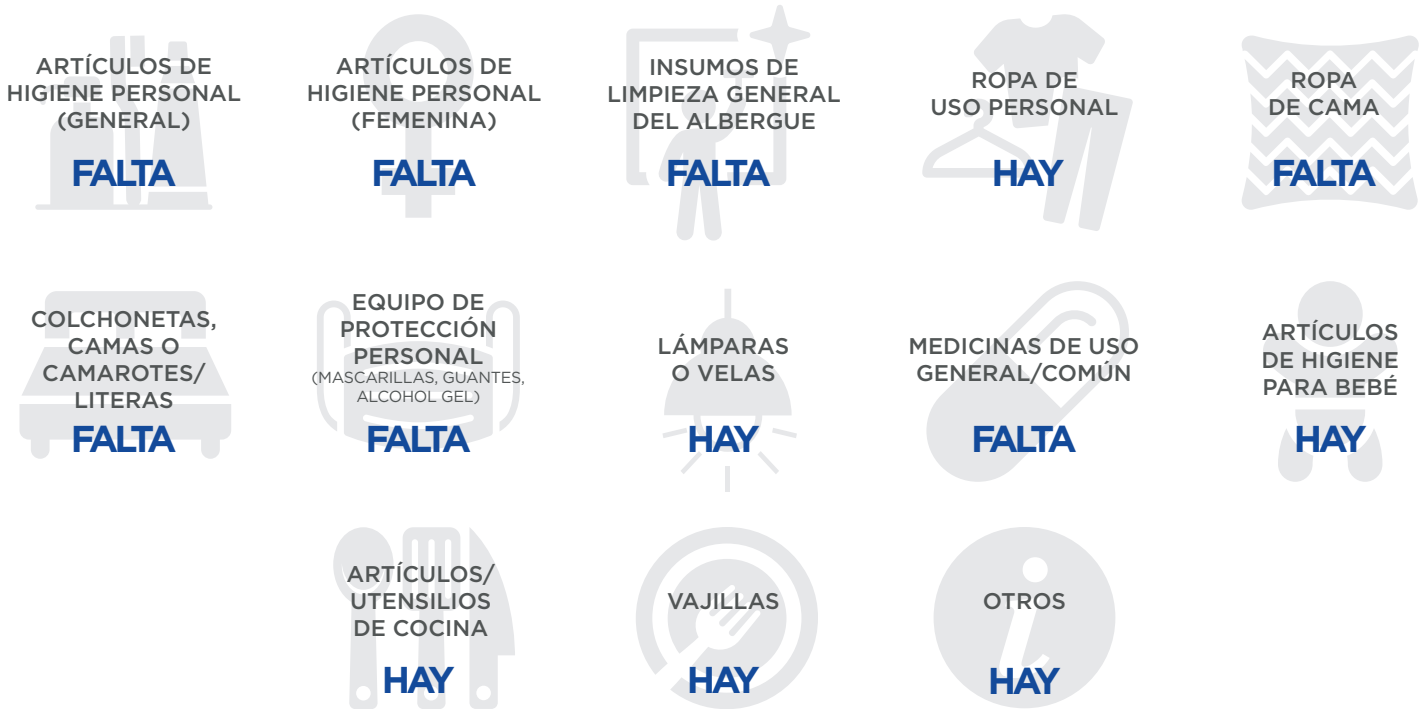 ARTÍCULOS DE
HIGIENE PERSONAL
(GENERAL)
FALTA
ARTÍCULOS DE
HIGIENE PERSONAL
(FEMENINA)
FALTA
INSUMOS DE
LIMPIEZA GENERAL
DEL ALBERGUE
FALTA
ROPA DE
USO PERSONAL
HAY
ROPA
DE CAMA
FALTA
COLCHONETAS,
CAMAS O
CAMAROTES/
LITERAS
FALTA
EQUIPO DE
PROTECCIÓN
PERSONAL
(MASCARILLAS, GUANTES,
ALCOHOL GEL)
FALTA
LÁMPARAS
O VELAS
HAY
MEDICINAS DE USO
GENERAL/COMÚN
FALTA
ARTÍCULOS
DE HIGIENE
PARA BEBÉ
HAY
ARTÍCULOS/
UTENSILIOS
DE COCINA
HAY
VAJILLAS
HAY
OTROS
HAY